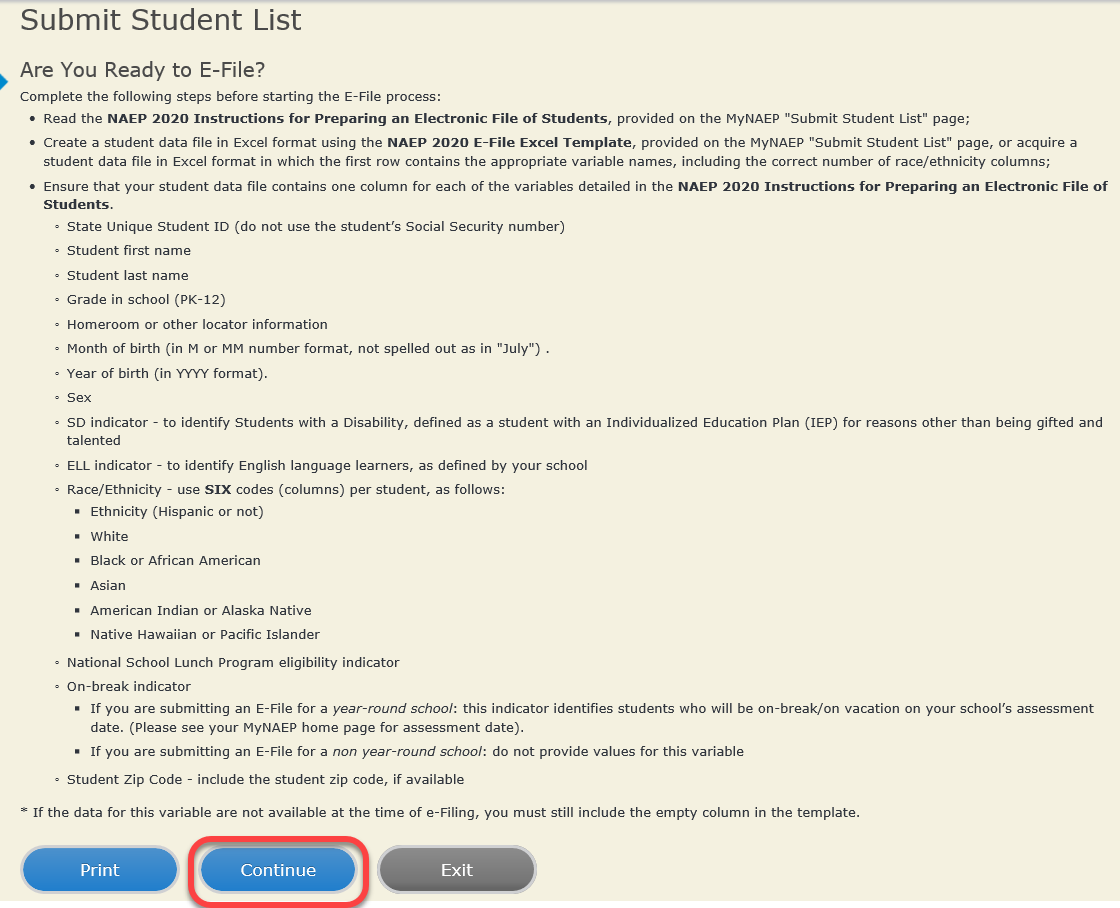 Submit Student List
Are You Ready to E-File?
Complete the following steps before starting the E-File process:
• Read the NAEP 2020 Instructions for Preparing an Electronic File of Students, provided on the MyNAEP "Submit Student List" page;
• Create a student data file in Excel format using the NAEP 2020 E-File Excel Template, provided on the MyNAEP "Submit Student List" page, or acquire a
student data file in Excel format in which the first row contains the appropriate variable names, including the correct number of race/ethnicity columns;
• Ensure that your student data file contains one column for each of the variables detailed in the NAEP 2020 Instructions for Preparing an Electronic File of
Students.
◦ State Unique Student ID (do not use the student’s Social Security number)
◦ Student first name
◦ Student last name
◦ Grade in school (PK-12)
◦ Homeroom or other locator information
◦ Month of birth (in M or MM number format, not spelled out as in "July") .
◦ Year of birth (in YYYY format).
◦ Sex
◦ SD indicator - to identify Students with a Disability, defined as a student with an Individualized Education Plan (IEP) for reasons other than being gifted and
talented
◦ ELL indicator - to identify English language learners, as defined by your school
◦ Race/Ethnicity - use SIX codes (columns) per student, as follows:
▪ Ethnicity (Hispanic or not)
▪ White
▪ Black or African American
▪ Asian
▪ American Indian or Alaska Native
▪ Native Hawaiian or Pacific Islander
◦ National School Lunch Program eligibility indicator
◦ On-break indicator
▪ If you are submitting an E-File for a year-round school: this indicator identifies students who will be on-break/on vacation on your school’s assessment
date. (Please see your MyNAEP home page for assessment date).
▪ If you are submitting an E-File for a non year-round school: do not provide values for this variable
◦ Student Zip Code - include the student zip code, if available
* If the data for this variable are not available at the time of e-Filing, you must still include the empty column in the template.
Print Continue Exit